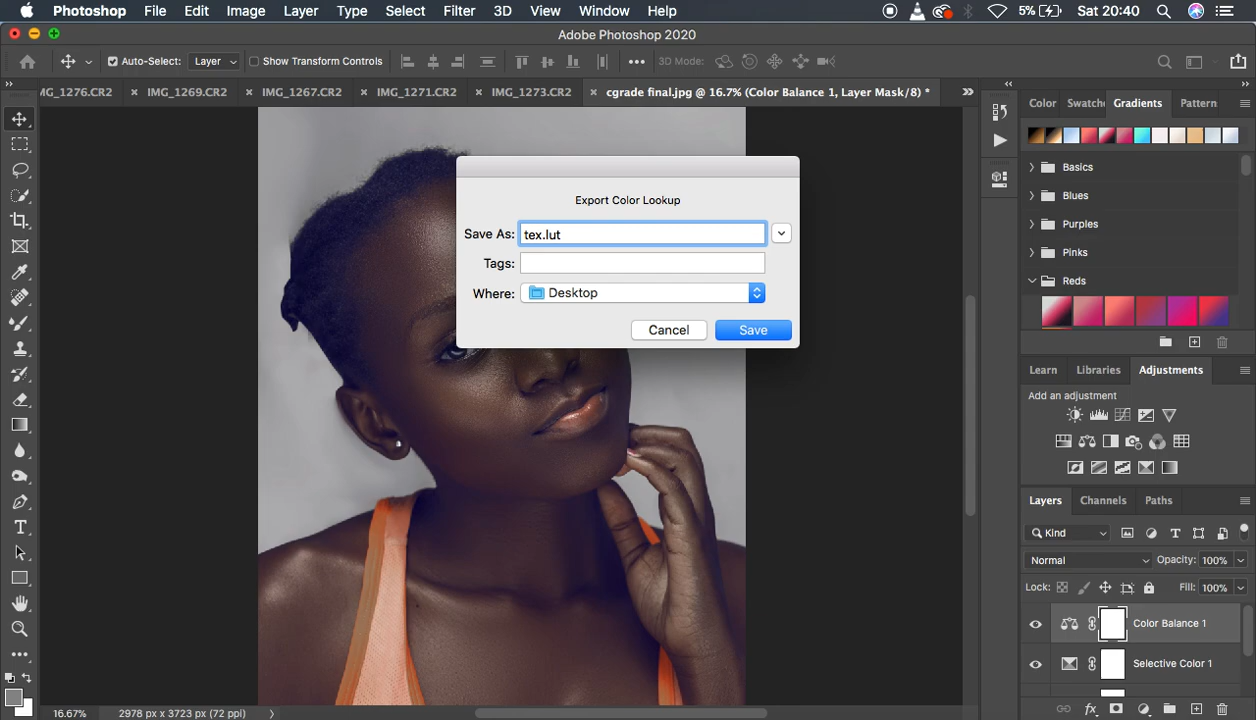 Photoshop File Edit Image Layer Type Select Filter 3D View Window Help 5% Sat 20:40
Adobe Photoshop 2020
Auto-Select: Layer Show Transform Controls 3D Mode:
MG_1276.CR2 IMG_1269.CR2 IMG_1267.CR2 IMG_1271.CR2 IMG_1273.CR2 cgrade final.jpg @ 16.7% (Color Balance 1, Layer Mask/8) *
Color Swatche Gradients Pattern
Basics
Blues
Purples
Pinks
Reds
Export Color Lookup
Save As: tex.lut
Tags:
Where: Desktop
Cancel Save
Learn Libraries Adjustments
Add an adjustment
Layers Channels Paths
Kind
Normal Opacity: 100%
Lock: Fill: 100%
Color Balance 1
Selective Color 1
16.67% 2978 px x 3723 px (72 ppi)